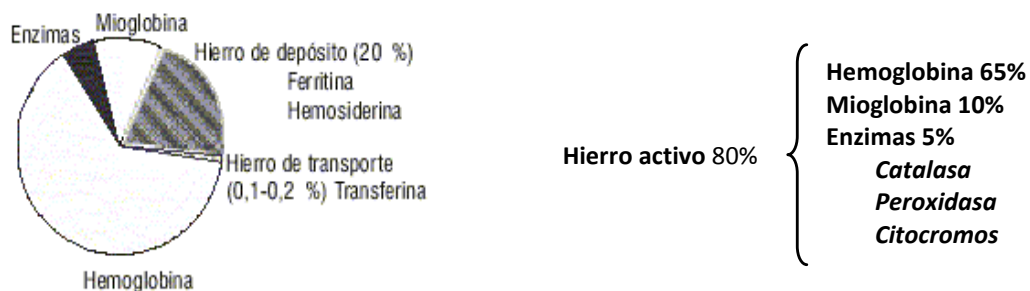 Mioglobina
Enzimas
Hierro de depósito (20 %)
Ferritina
Hemosiderina
Hierro de transporte
(0,1-0,2 %) Transferina
Hemoglobina
Hierro activo 80%
Hemoglobina 65%
Mioglobina 10%
Enzimas 5%
Catalasa
Peroxidasa
Citocromos